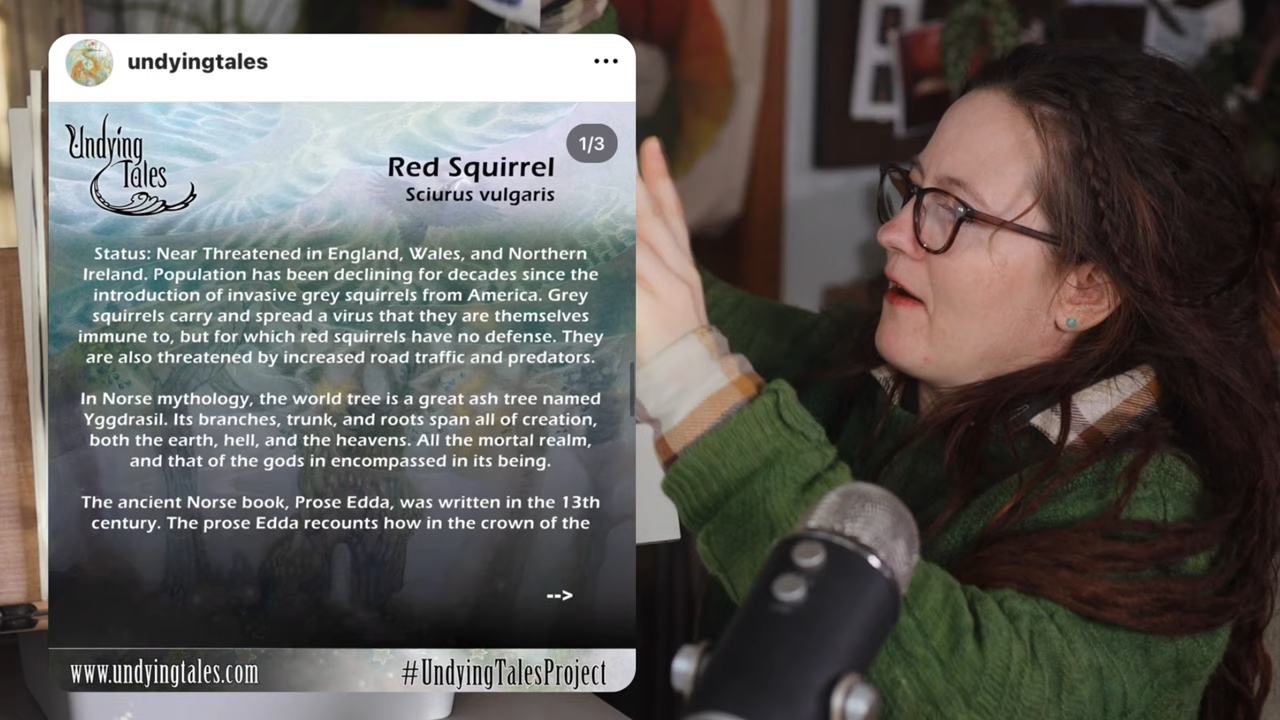 undyingtales
Undying
Tales
1/3
Red Squirrel
Sciurus vulgaris
Status: Near Threatened in England, Wales, and Northern
Ireland. Population has been declining for decades since the
introduction of invasive grey squirrels from America. Grey
squirrels carry and spread a virus that they are themselves
immune to, but for which red squirrels have no defense. They
are also threatened by increased road traffic and predators.
In Norse mythology, the world tree is a great ash tree named
Yggdrasil. Its branches, trunk, and roots span all of creation,
both the earth, hell, and the heavens. All the mortal realm,
and that of the gods in encompassed in its being.
The ancient Norse book, Prose Edda, was written in the 13th
century. The prose Edda recounts how in the crown of the
-->
www.undyingtales.com
#UndyingTalesProject